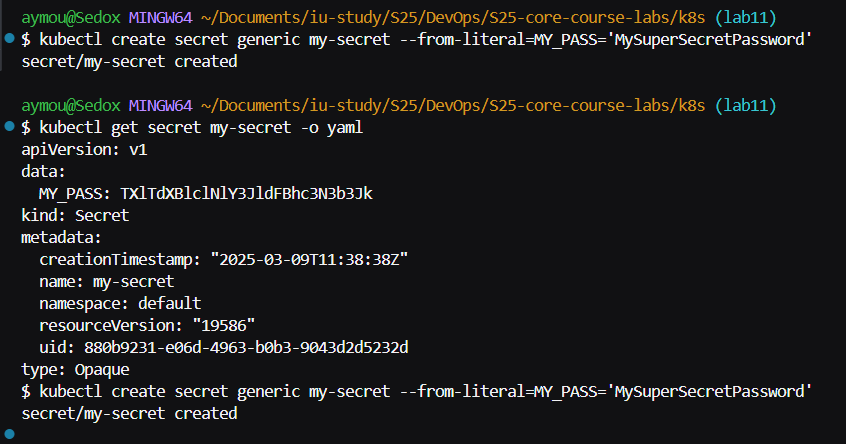 aymou@Sedox MINGW64 ~/Documents/iu-study/S25/DevOps/S25-core-course-labs/k8s (lab11)
$ kubectl create secret generic my-secret --from-literal=MY_PASS='MySuperSecretPassword'
secret/my-secret created
aymou@Sedox MINGW64 ~/Documents/iu-study/S25/DevOps/S25-core-course-labs/k8s (lab11)
$ kubectl get secret my-secret -o yaml
apiVersion: v1
data:
  MY_PASS: TXlTdXBlclNlY3JldFBhc3N3b3Jk
kind: Secret
metadata:
  creationTimestamp: "2025-03-09T11:38:38Z"
  name: my-secret
  namespace: default
  resourceVersion: "19586"
  uid: 880b9231-e06d-4963-b0b3-9043d2d5232d
type: Opaque
$ kubectl create secret generic my-secret --from-literal=MY_PASS='MySuperSecretPassword'
secret/my-secret created